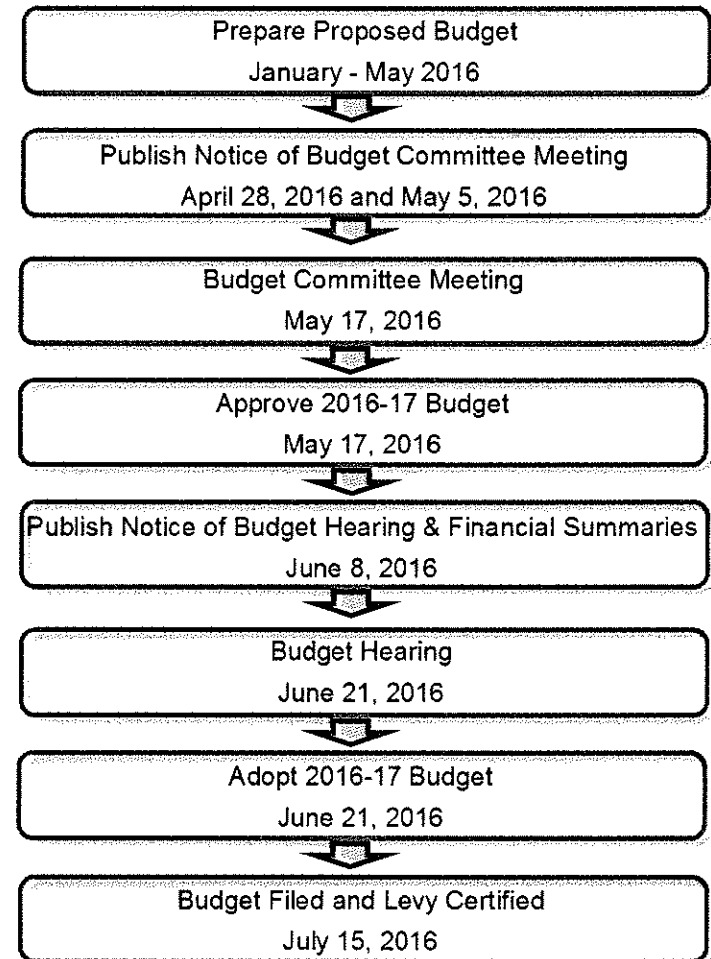 Prepare Proposed Budget
January - May 2016
Publish Notice of Budget Committee Meeting
April 28, 2016 and May 5, 2016
Budget Committee Meeting
May 17, 2016
Approve 2016-17 Budget
May 17, 2016
Publish Notice of Budget Hearing & Financial Summaries
June 8, 2016
Budget Hearing
June 21, 2016
Adopt 2016-17 Budget
June 21, 2016
Budget Filed and Levy Certified
July 15, 2016